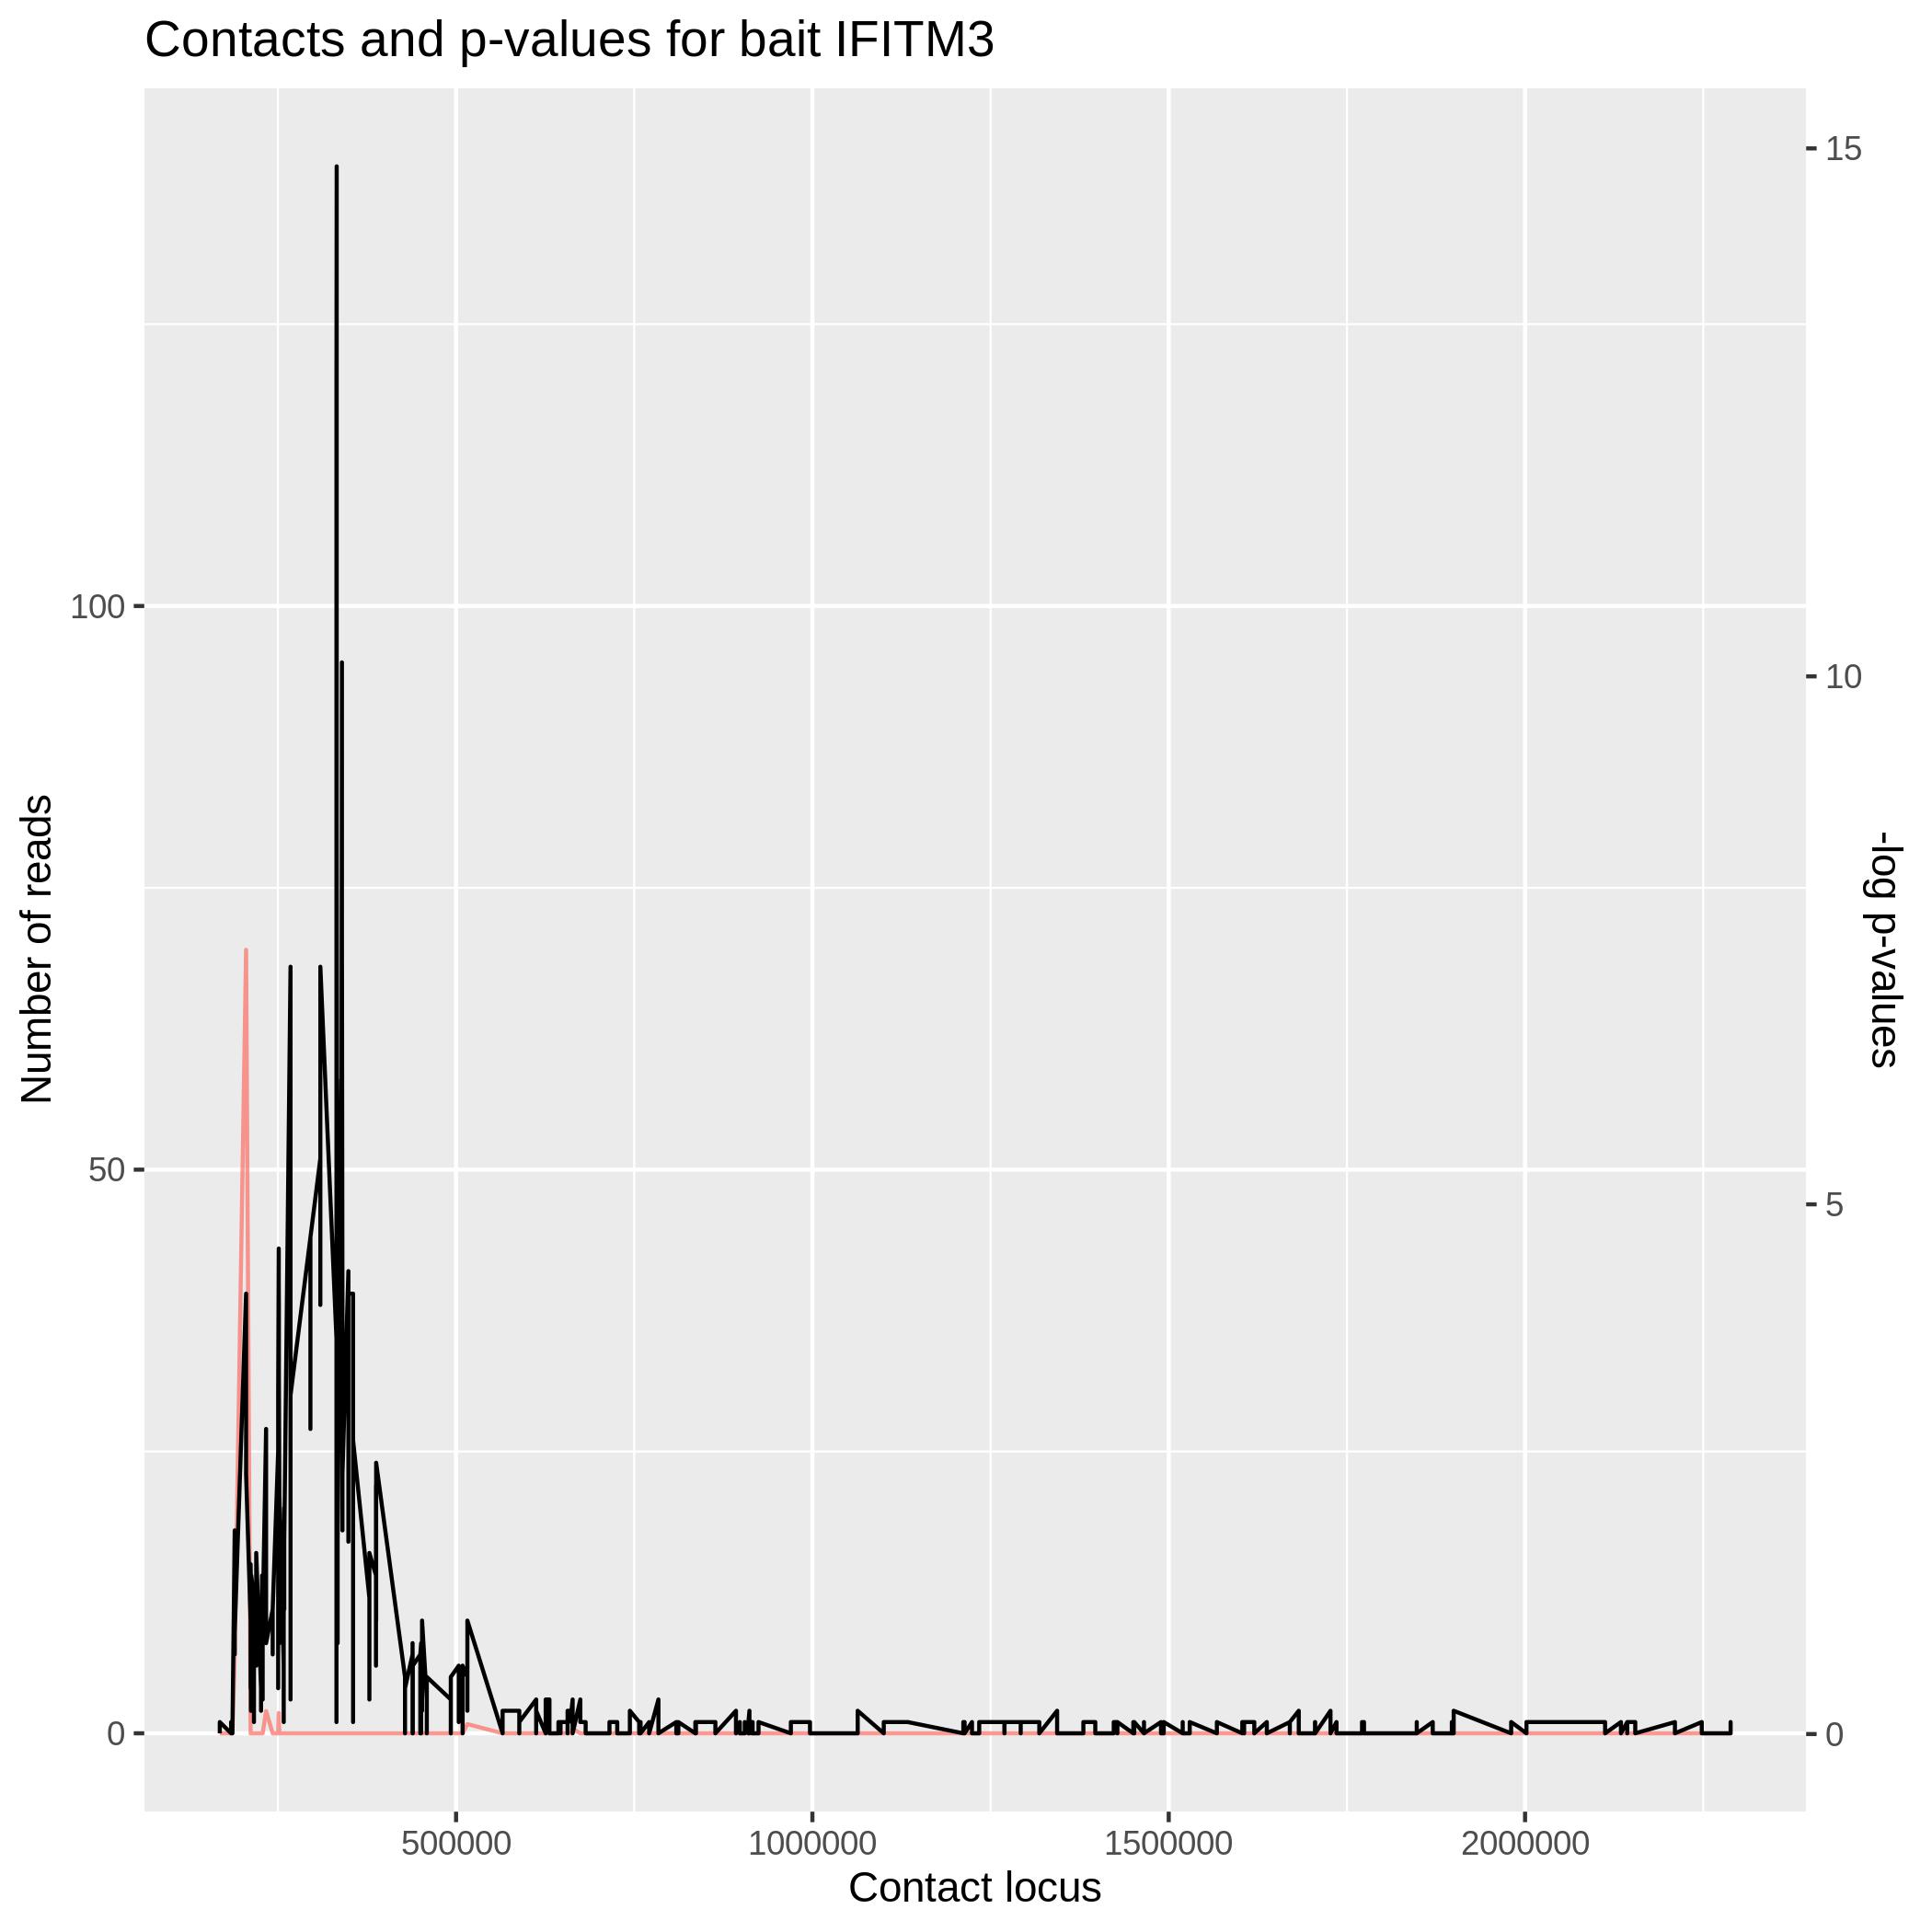 Contacts and p-values for bait IFITM3
15
100
10
Number of reads
-log p-values
50
5
0
0
500000
1000000
1500000
2000000
Contact locus